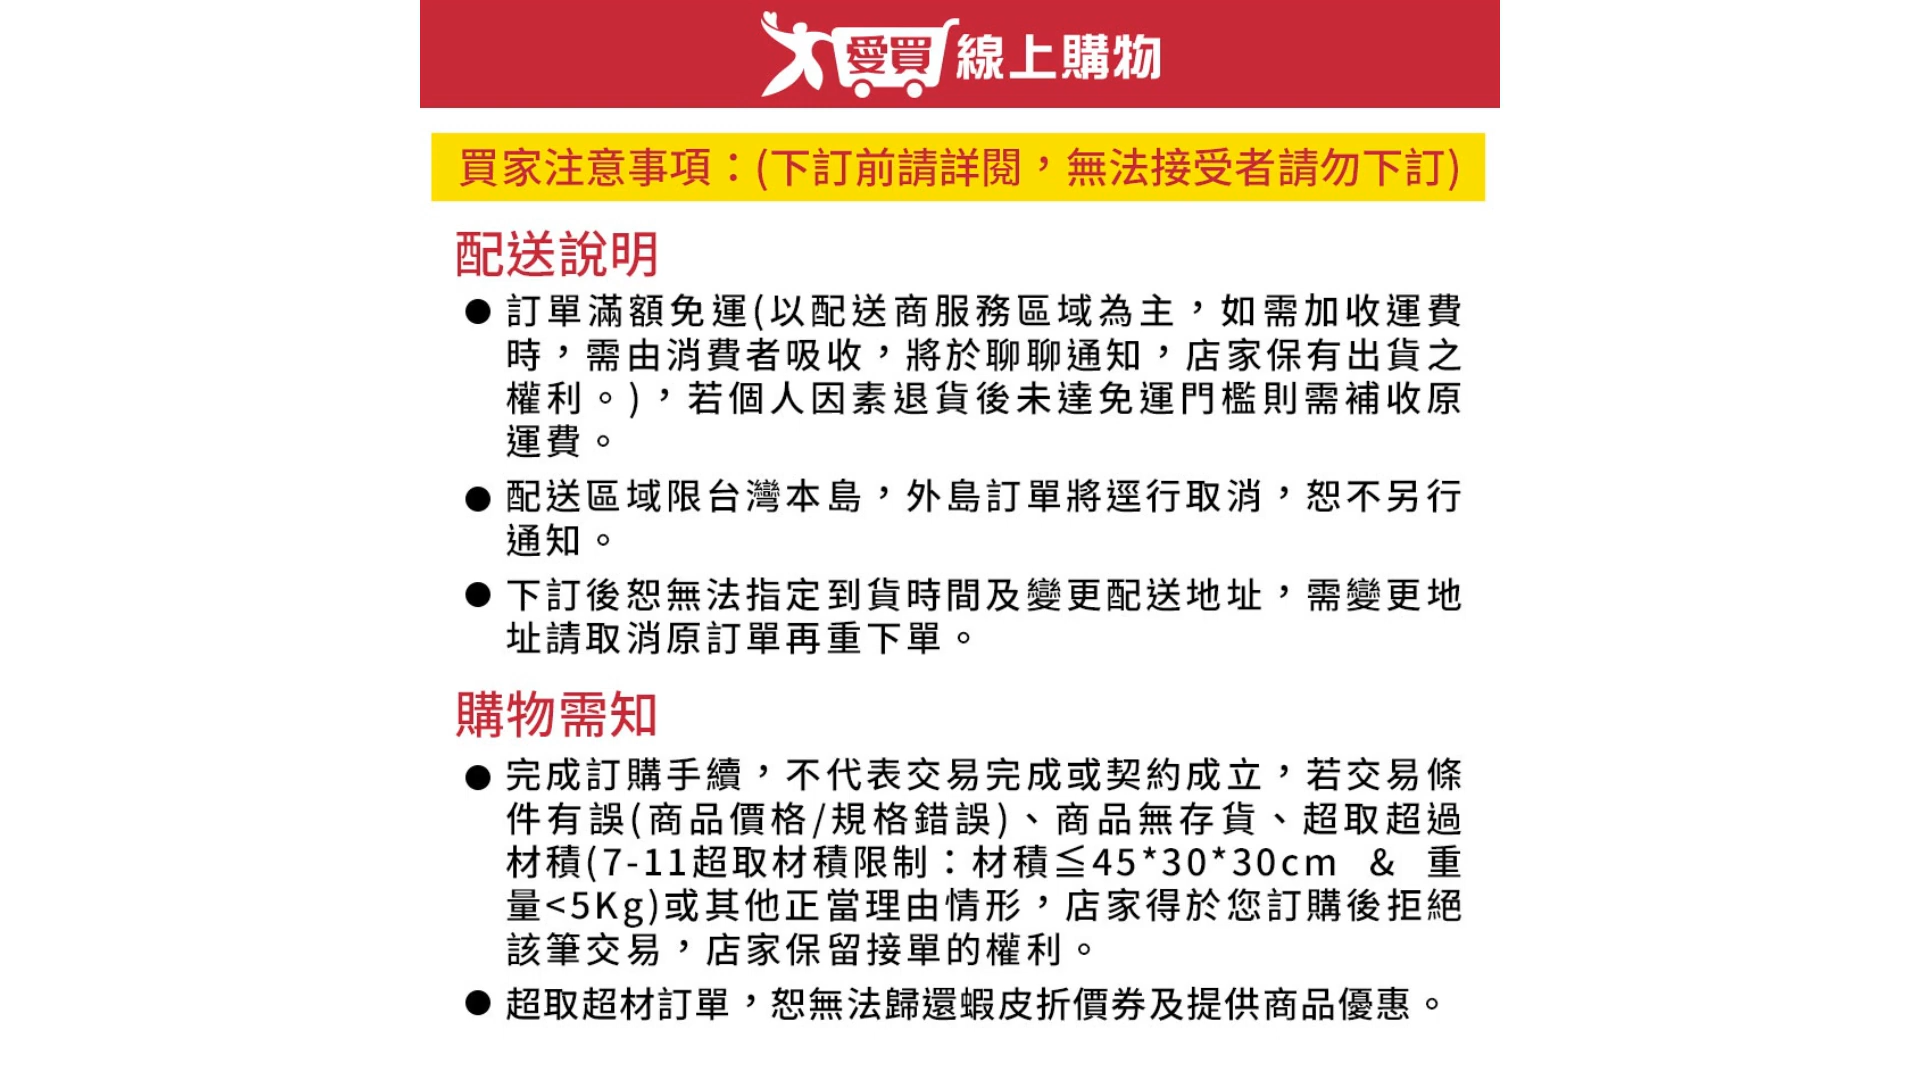 愛買線上購物
買家注意事項：(下訂前請詳閱，無法接受者請勿下訂)
配送說明
● 訂單滿額免運(以配送商服務區域為主，如需加收運費
時，需由消費者吸收，將於聊聊通知，店家保有出貨之
權利。)，若個人因素退貨後未達免運門檻則需補收原
運費。
● 配送區域限台灣本島，外島訂單將逕行取消，恕不另行
通知。
● 下訂後恕無法指定到貨時間及變更配送地址，需變更地
址請取消原訂單再重下單。
購物需知
● 完成訂購手續，不代表交易完成或契約成立，若交易條
件有誤(商品價格/規格錯誤)、商品無存貨、超取超過
材積(7-11超取材積限制：材積≦45*30*30cm & 重
量<5Kg)或其他正當理由情形，店家得於您訂購後拒絕
該筆交易，店家保留接單的權利。
● 超取超材訂單，恕無法歸還蝦皮折價券及提供商品優惠。